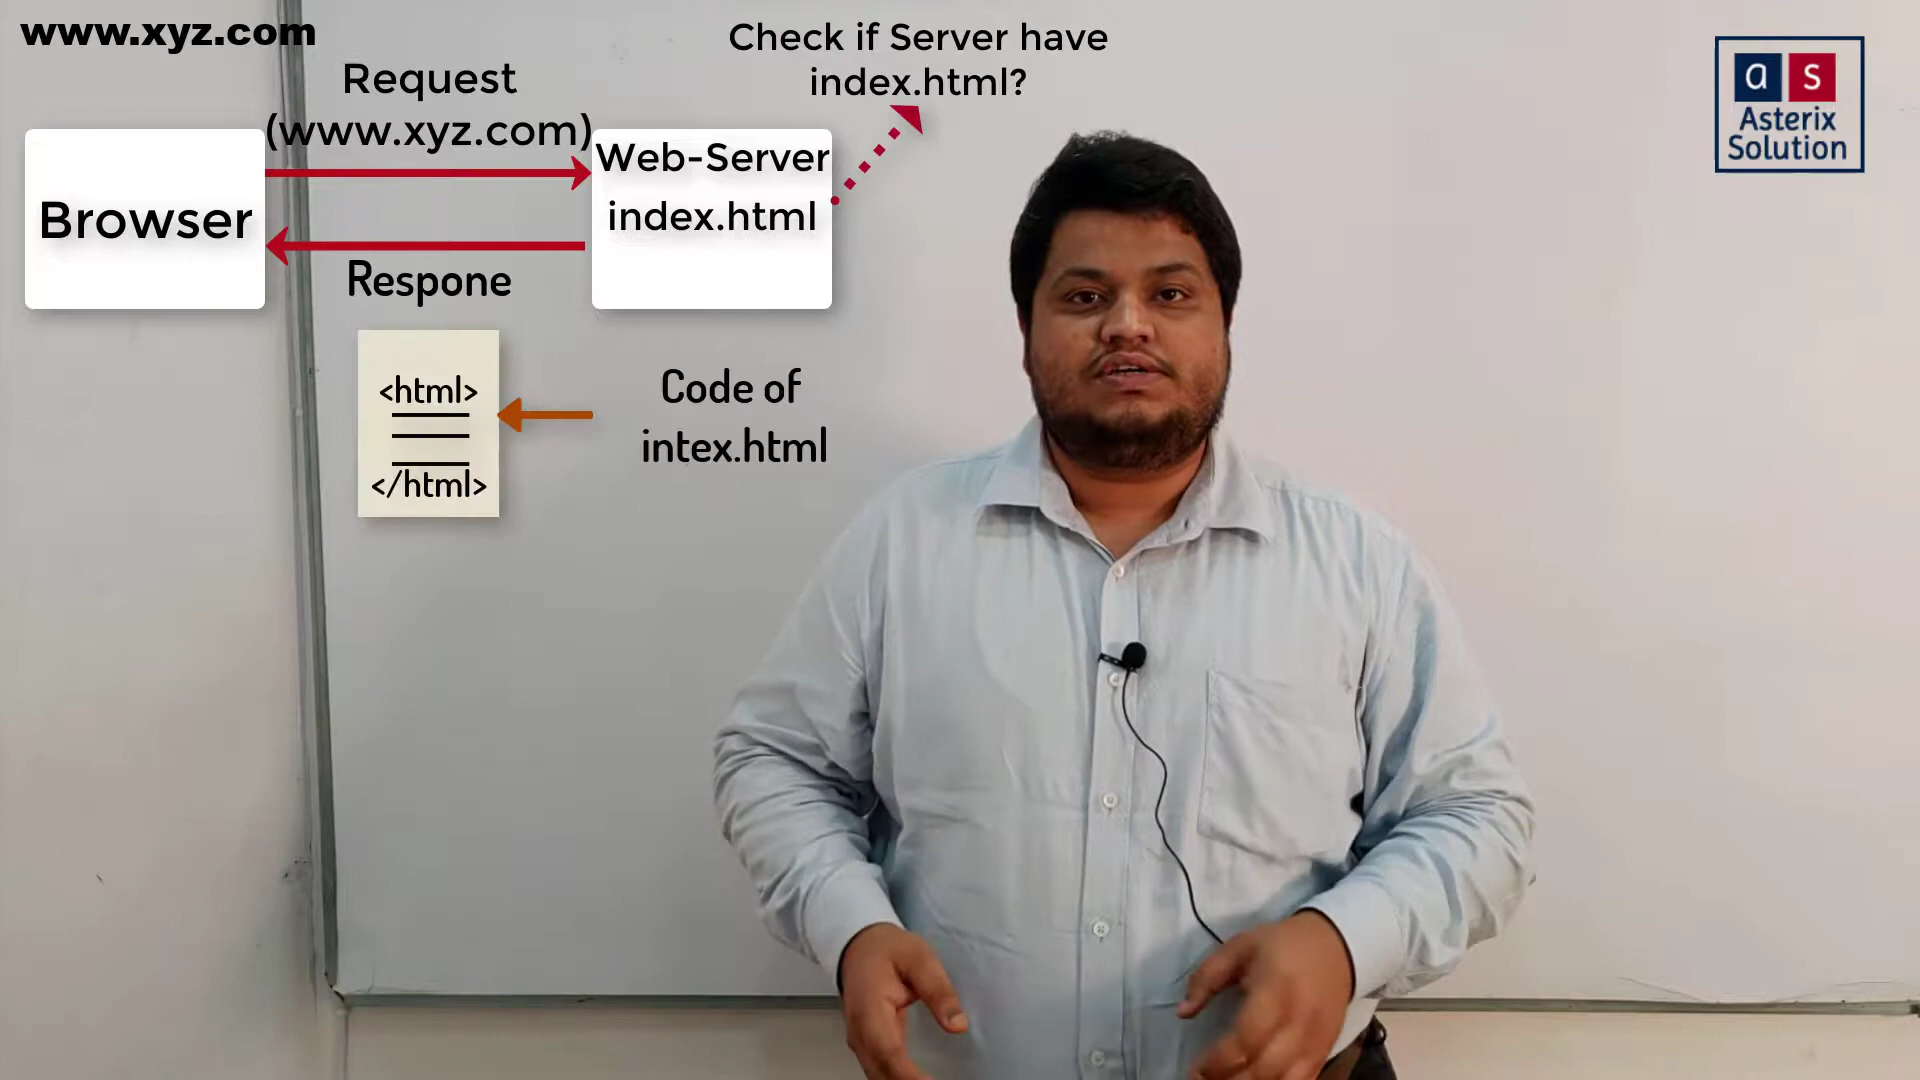 www.xyz.com
Request
(www.xyz.com)
Check if Server have
index.html?
Browser
Web-Server
index.html
Respone
<html>
</html>
Code of
intex.html
a s
Asterix
Solution